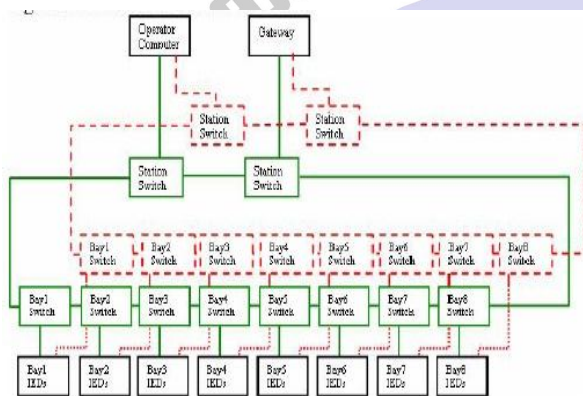 Operator
Computer
Gateway
Station
Switch
Station
Switch
Station
Switch
Station
Switch
Bay1
Switch
Bay2
Switch
Bay3
Switch
Bay4
Switch
Bay5
Switch
Bay6
Switch
Bay7
Switch
Bay8
Switch
Bay1
Switch
Bay2
Switch
Bay3
Switch
Bay4
Switch
Bay5
Switch
Bay6
Switch
Bay7
Switch
Bay8
Switch
Bay1
IEDs
Bay2
IEDs
Bay3
IEDs
Bay4
IEDs
Bay5
IEDs
Bay6
IEDs
Bay7
IEDs
Bay8
IEDs